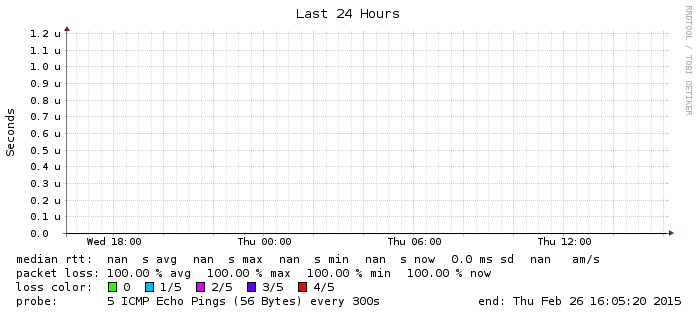 Last 24 Hours
RRDTOOL / TOBI OETIKER
Seconds
1.2 u
1.1 u
1.0 u
0.9 u
0.8 u
0.7 u
0.6 u
0.5 u
0.4 u
0.3 u
0.2 u
0.1 u
0.0
Wed 18:00 Thu 00:00 Thu 06:00 Thu 12:00
median rtt: nan s avg nan s max nan s min nan s now 0.0 ms sd nan am/s
packet loss: 100.00 % avg 100.00 % max 100.00 % min 100.00 % now
loss color: 0 1/5 2/5 3/5 4/5
probe: 5 ICMP Echo Pings (56 Bytes) every 300s end: Thu Feb 26 16:05:20 2015